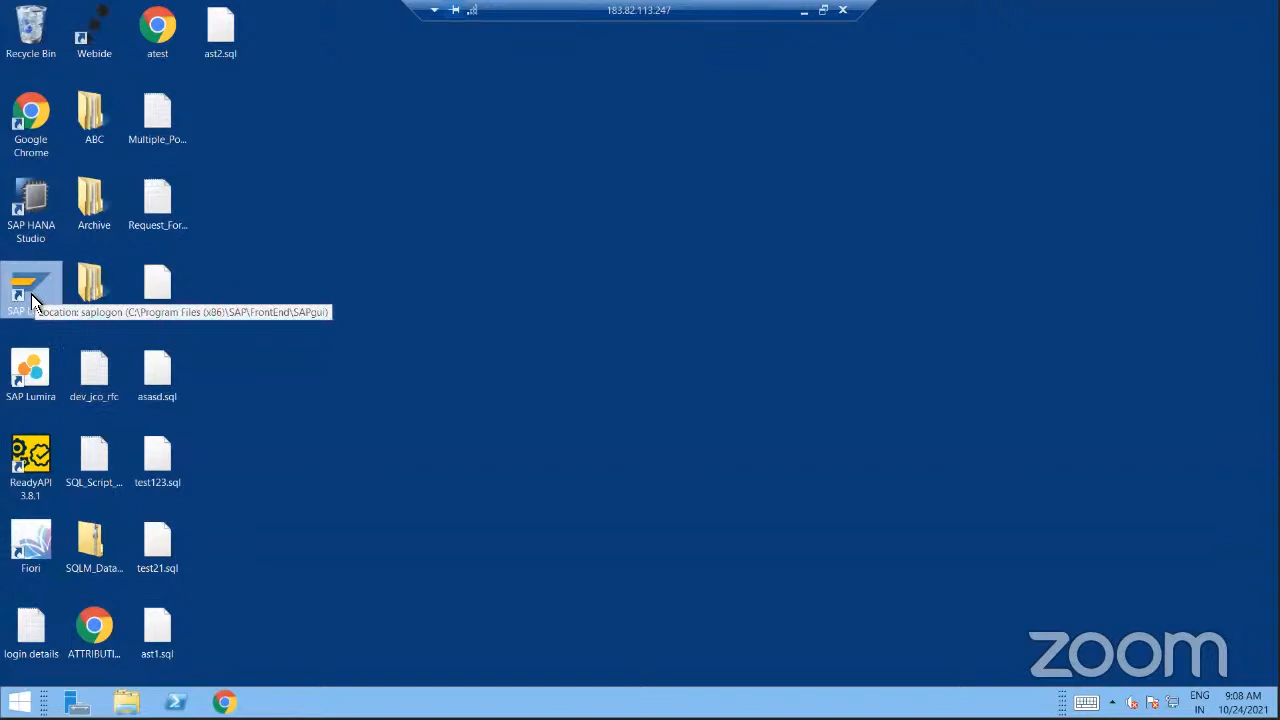 183.82.113.247
Recycle Bin
Webide
atest
ast2.sql
Google
Chrome
ABC
Multiple_Po...
SAP HANA
Studio
Archive
Request_For...
SAP
Location: saplogon (C:\Program Files (x86)\SAP\FrontEnd\SAPgui)
SAP Lumira
dev_jco_rfc
asasd.sql
ReadyAPI
3.8.1
SQL_Script_...
test123.sql
Fiori
SQLM_Data...
test21.sql
login details
ATTRIBUTI...
ast1.sql
zoom
ENG
IN
9:08 AM
10/24/2021